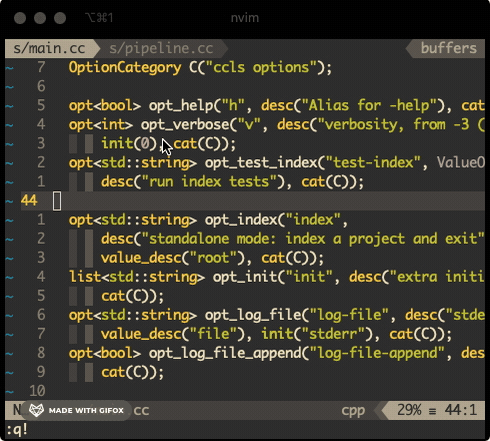 ⌥⌘1 nvim
s/main.cc s/pipeline.cc buffers
~ 7 OptionCategory C("ccls options");
~ 6
~ 5 opt<bool> opt_help("h", desc("Alias for -help"), cat
~ 4 opt<int> opt_verbose("v", desc("verbosity, from -3 (
~ 3 init(0), cat(C));
~ 2 opt<std::string> opt_test_index("test-index", ValueO
~ 1 desc("run index tests"), cat(C));
44
~ 1 opt<std::string> opt_index("index",
~ 2 desc("standalone mode: index a project and exit"
~ 3 value_desc("root"), cat(C));
~ 4 list<std::string> opt_init("init", desc("extra initi
~ 5 cat(C));
~ 6 opt<std::string> opt_log_file("log-file", desc("stde
~ 7 value_desc("file"), init("stderr"), cat(C));
~ 8 opt<bool> opt_log_file_append("log-file-append", des
~ 9 cat(C));
~ 10
N MADE WITH GIFOX cc cpp 29% ≡ 44:1
:q!